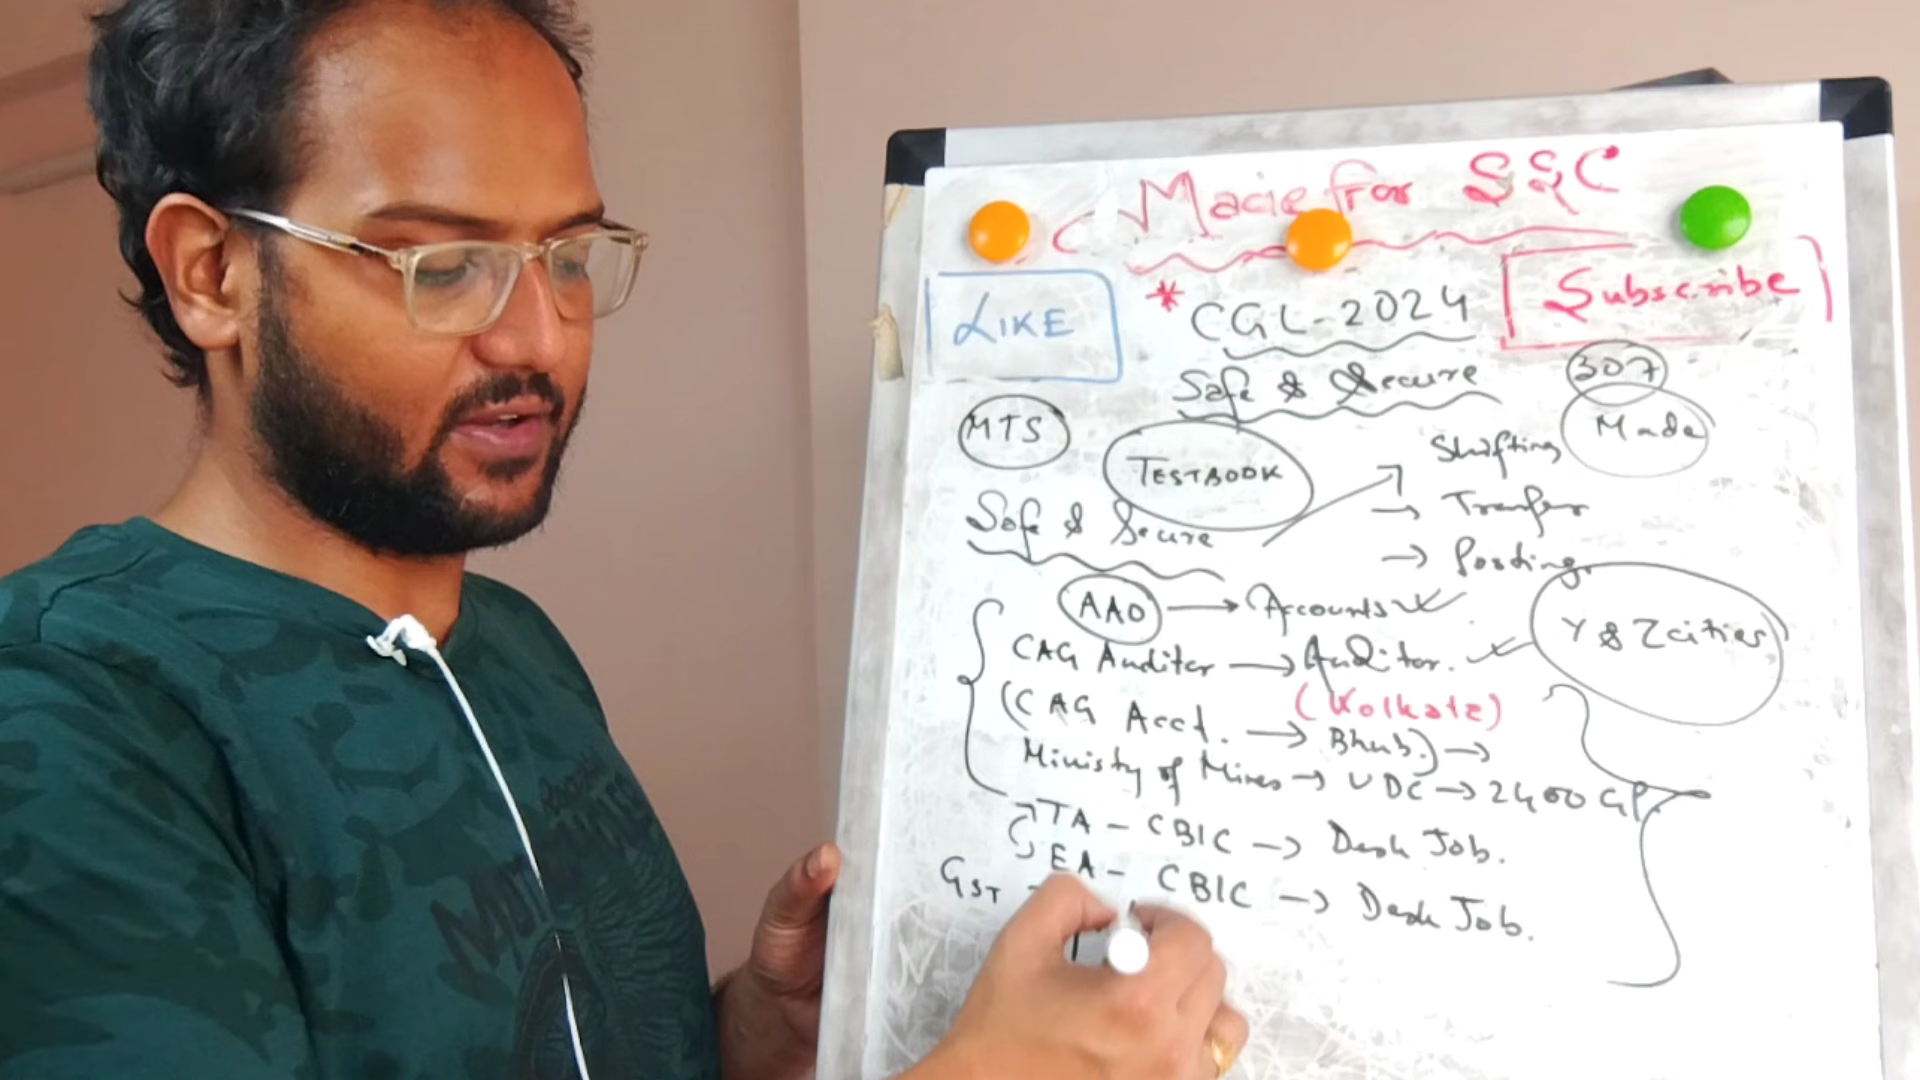 Made for SSC
LIKE
* CGL-2024
Subscribe
Safe & Secure
307
MTS
TESTBOOK
Shifting
Made
→ Tranfer
Safe & Secure
→ Posting
AAO → Accounts
CAG Auditor → Auditor.
Y & Z cities
(CAG Acct. → Bhub.) →
(Kolkata)
Ministy of Mines → UDC → 2400 GP
TA - CBIC → Desk Job.
EA - CBIC → Desk Job.
GST